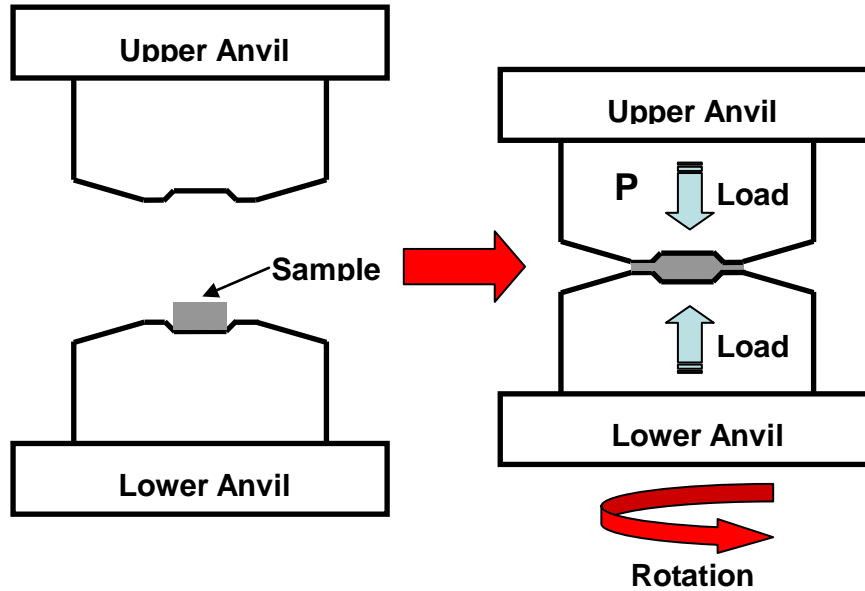 Upper Anvil
Sample
Lower Anvil
Upper Anvil
P
Load
Load
Lower Anvil
Rotation